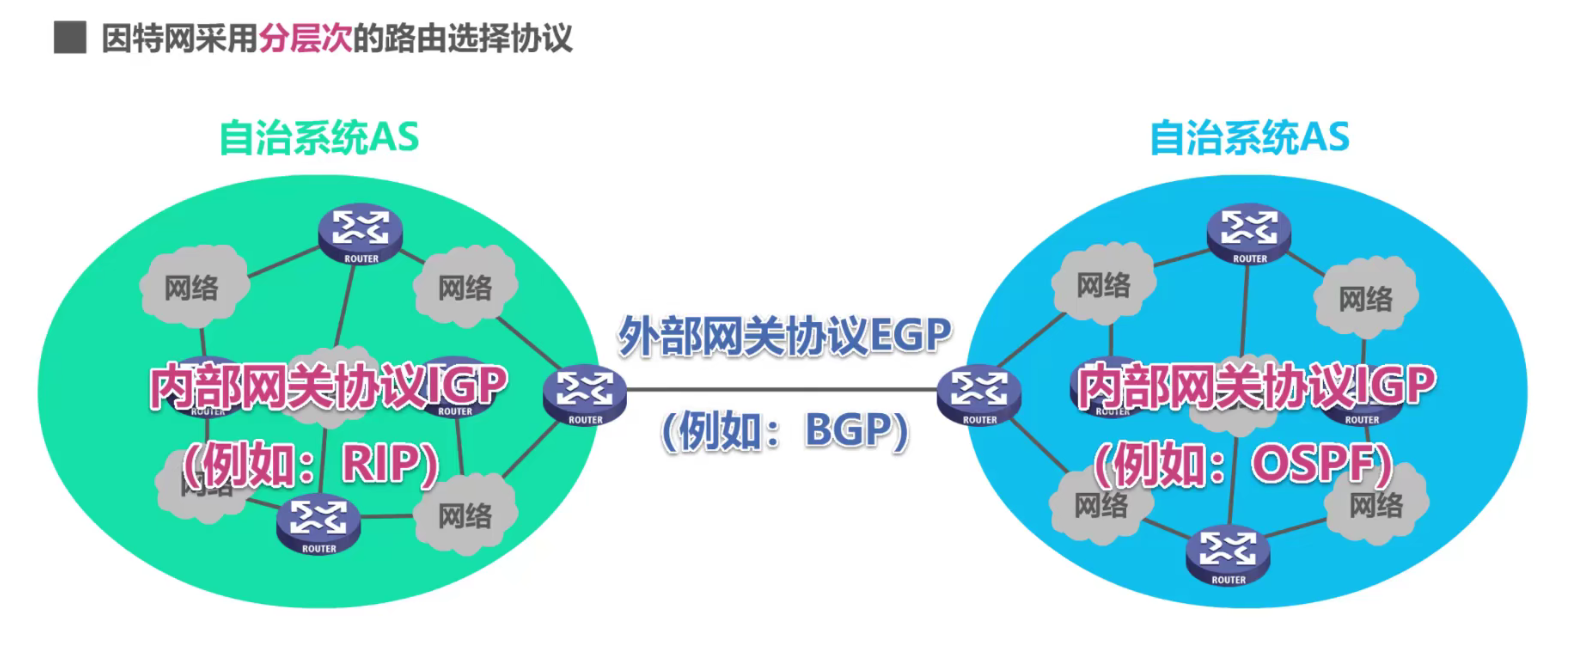 因特网采用分层次的路由选择协议
自治系统AS
自治系统AS
ROUTER
网络
网络
ROUTER
网络
网络
外部网关协议EGP
(例如：BGP)
内部网关协议IGP
(例如：RIP)
ROUTER
ROUTER
ROUTER
网络
网络
ROUTER
内部网关协议IGP
(例如：OSPF)
ROUTER
ROUTER
ROUTER
网络
网络
ROUTER